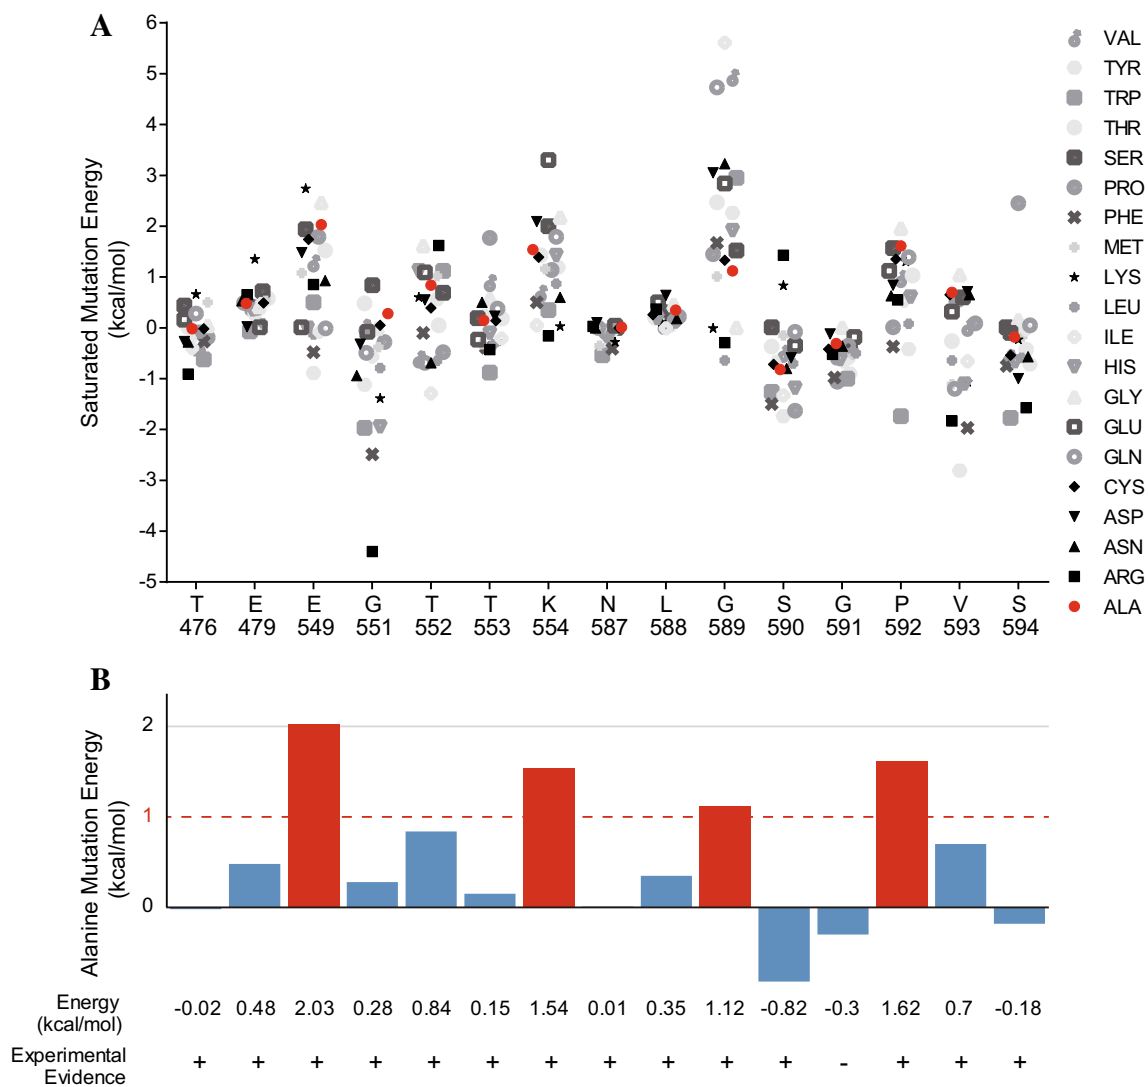 A
Saturated Mutation Energy
(kcal/mol)
6
5
4
3
2
1
0
-1
-2
-3
-4
-5
T E E G T T K N L G S G P V S
476 479 549 551 552 553 554 587 588 589 590 591 592 593 594
VAL
TYR
TRP
THR
SER
PRO
PHE
MET
LYS
LEU
ILE
HIS
GLY
GLU
GLN
CYS
ASP
ASN
ARG
ALA
B
Alanine Mutation Energy
(kcal/mol)
2
1
0
Energy
(kcal/mol)
-0.02 0.48 2.03 0.28 0.84 0.15 1.54 0.01 0.35 1.12 -0.82 -0.3 1.62 0.7 -0.18
Experimental
Evidence
+ + + + + + + + + + + - + + +